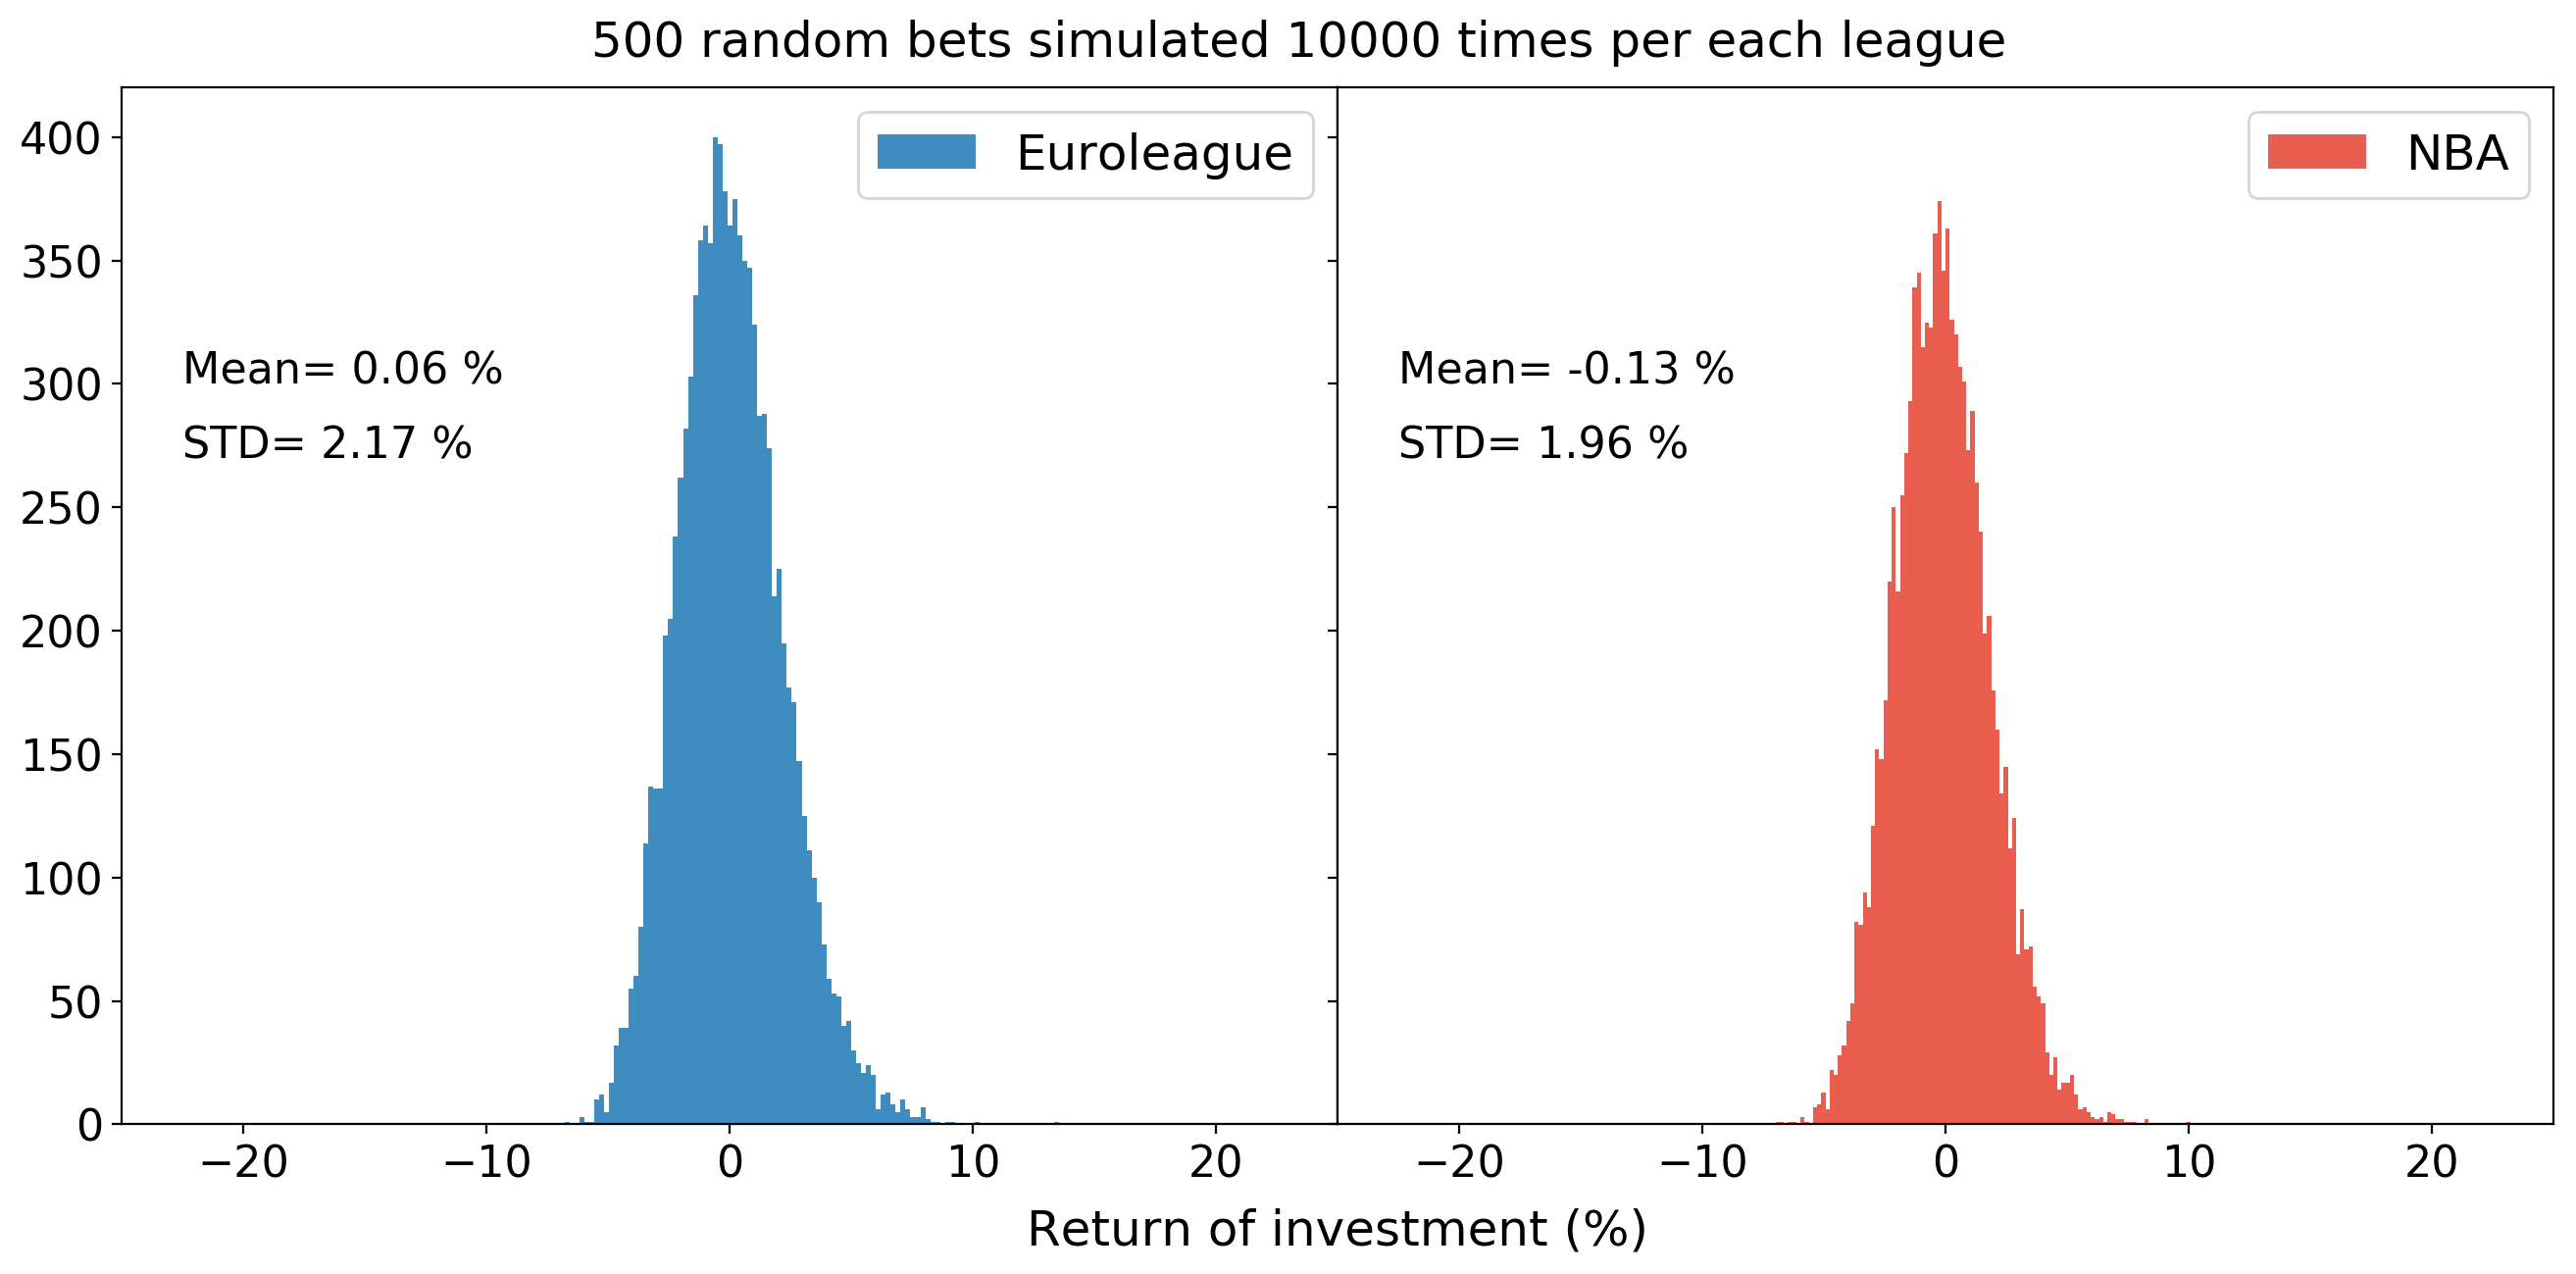 500 random bets simulated 10000 times per each league
Euroleague
NBA
Mean= 0.06 %
STD= 2.17 %
Mean= -0.13 %
STD= 1.96 %
400
350
300
250
200
150
100
50
0
−20 −10 0 10 20 −20 −10 0 10 20
Return of investment (%)